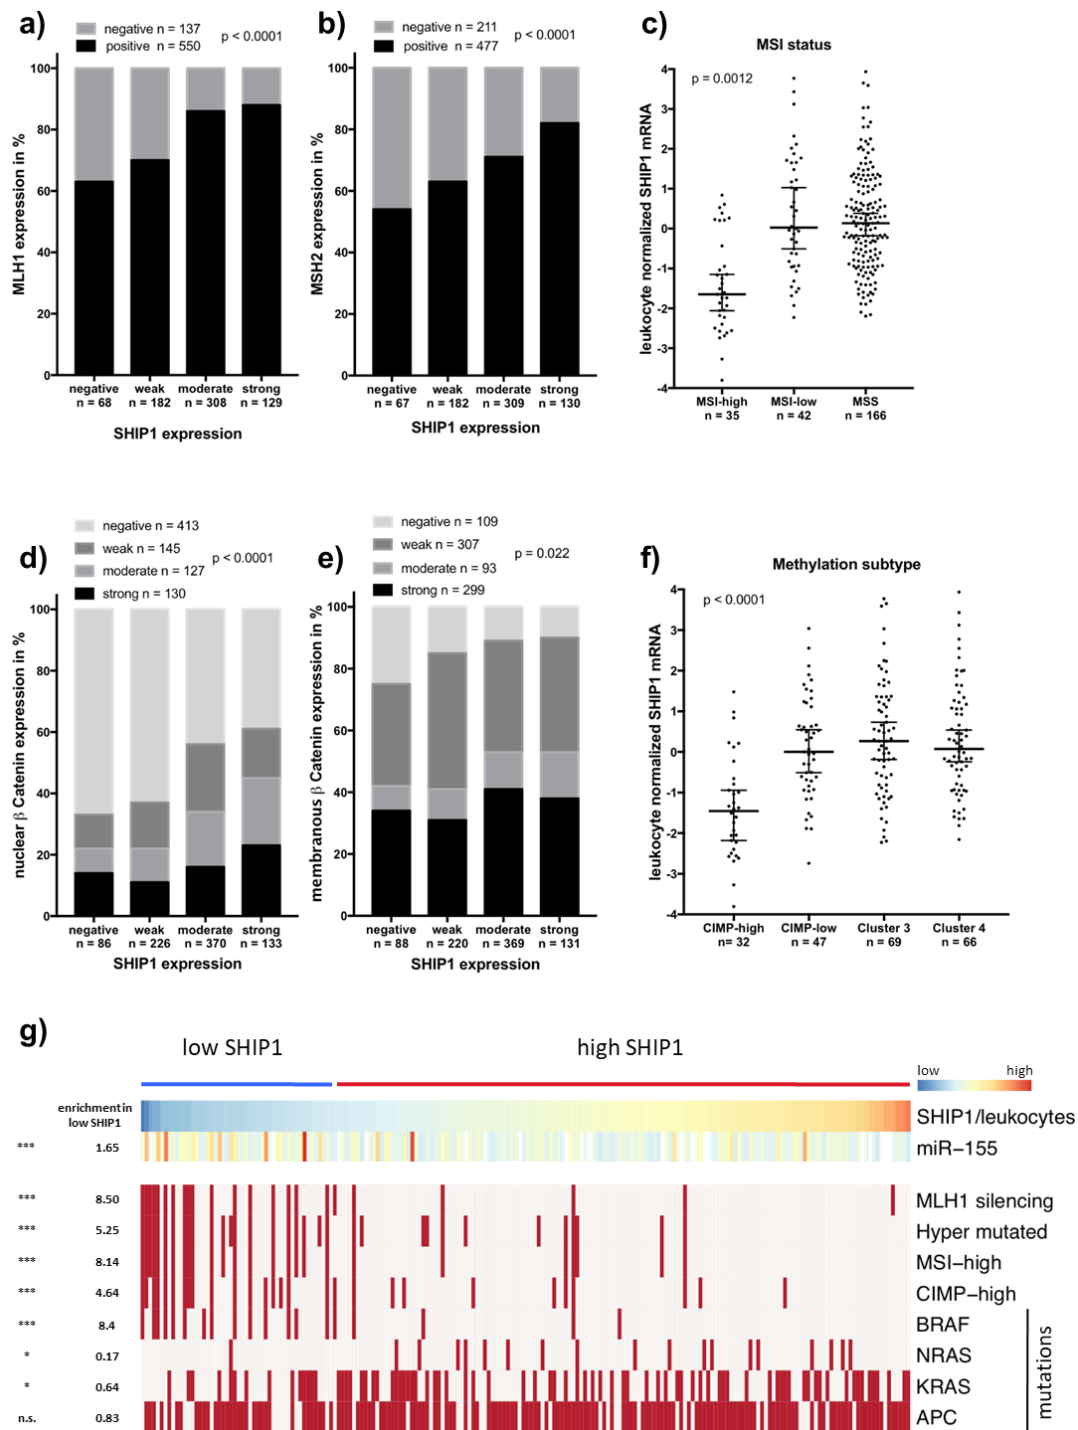 a)
negative n = 137
positive n = 550
p < 0.0001
MLH1 expression in %
100
80
60
40
20
0
negative weak moderate strong
n = 68 n = 182 n = 308 n = 129
SHIP1 expression
b)
negative n = 211
positive n = 477
p < 0.0001
MSH2 expression in %
100
80
60
40
20
0
negative weak moderate strong
n = 67 n = 182 n = 309 n = 130
SHIP1 expression
c)
MSI status
p = 0.0012
leukocyte normalized SHIP1 mRNA
4
3
2
1
0
-1
-2
-3
-4
MSI-high MSI-low MSS
n = 35 n = 42 n = 166
d)
negative n = 413
weak n = 145
moderate n = 127
strong n = 130
p < 0.0001
nuclear β Catenin expression in %
100
80
60
40
20
0
negative weak moderate strong
n = 86 n = 226 n = 370 n = 133
SHIP1 expression
e)
negative n = 109
weak n = 307
moderate n = 93
strong n = 299
p = 0.022
membranous β Catenin expression in %
100
80
60
40
20
0
negative weak moderate strong
n = 88 n = 220 n = 369 n = 131
SHIP1 expression
f)
Methylation subtype
p < 0.0001
leukocyte normalized SHIP1 mRNA
4
3
2
1
0
-1
-2
-3
-4
CIMP-high CIMP-low Cluster 3 Cluster 4
n= 32 n = 47 n = 69 n = 66
g)
low SHIP1 high SHIP1
low high
enrichment in
low SHIP1
SHIP1/leukocytes
*** 1.65 miR−155
*** 8.50 MLH1 silencing
*** 5.25 Hyper mutated
*** 8.14 MSI−high
*** 4.64 CIMP−high
*** 8.4 BRAF
* 0.17 NRAS
* 0.64 KRAS
n.s. 0.83 APC
mutations